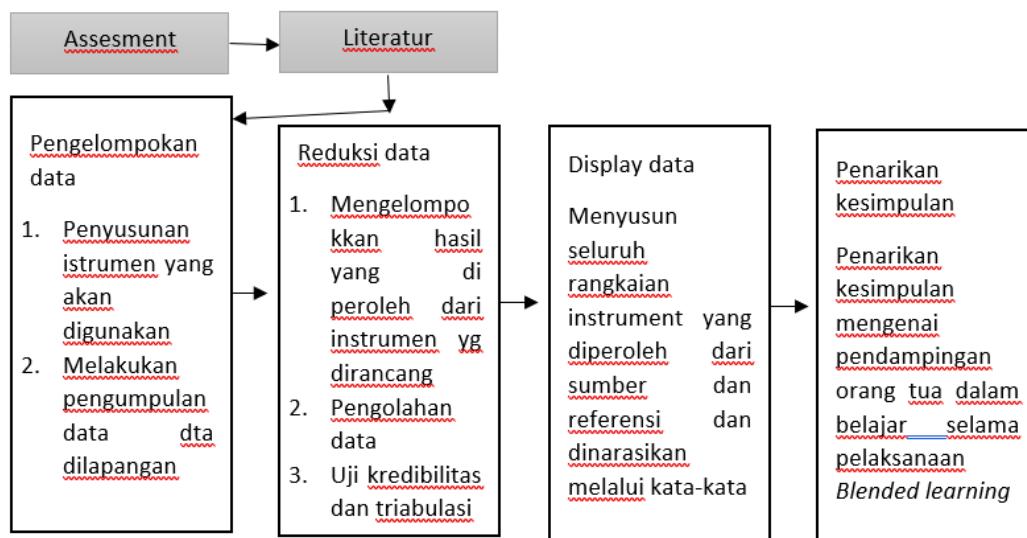 Assesment
Literatur
Pengelompokan
data
1. Penyusunan
istrumen yang
akan
digunakan
2. Melakukan
pengumpulan
data dta
dilapangan
Reduksi data
1. Mengelompo
kkan hasil
yang di
peroleh dari
instrumen yg
dirancang
2. Pengolahan
data
3. Uji kredibilitas
dan triabulasi
Display data
Menyusun
seluruh
rangkaian
instrument yang
diperoleh dari
sumber dan
referensi dan
dinarasikan
melalui kata-kata
Penarikan
kesimpulan
Penarikan
kesimpulan
mengenai
pendampingan
orang tua dalam
belajar selama
pelaksanaan
Blended learning